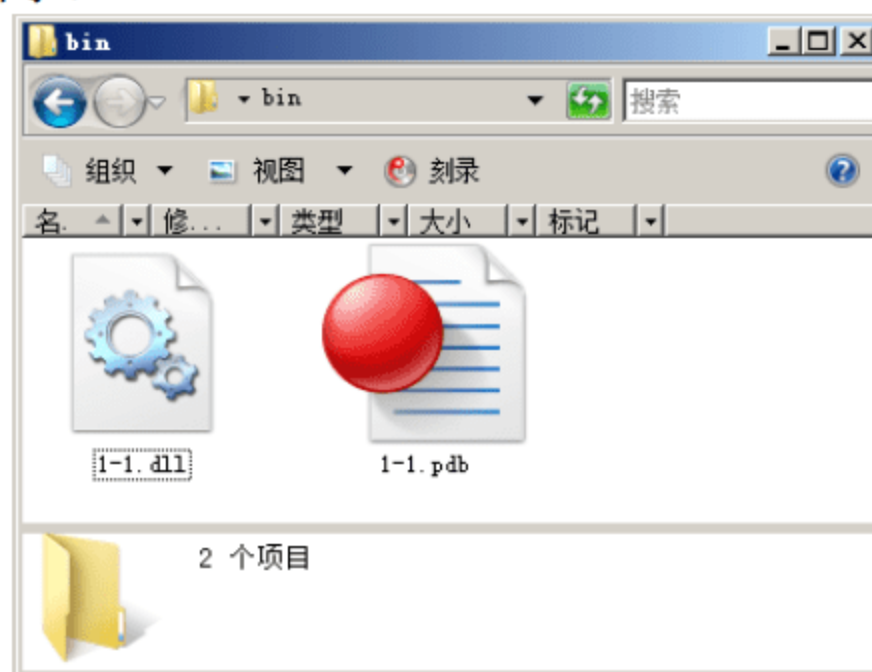 bin
bin
搜索
组织 视图 刻录
名. 修... 类型 大小 标记
1-1.dll 1-1.pdb
2 个项目